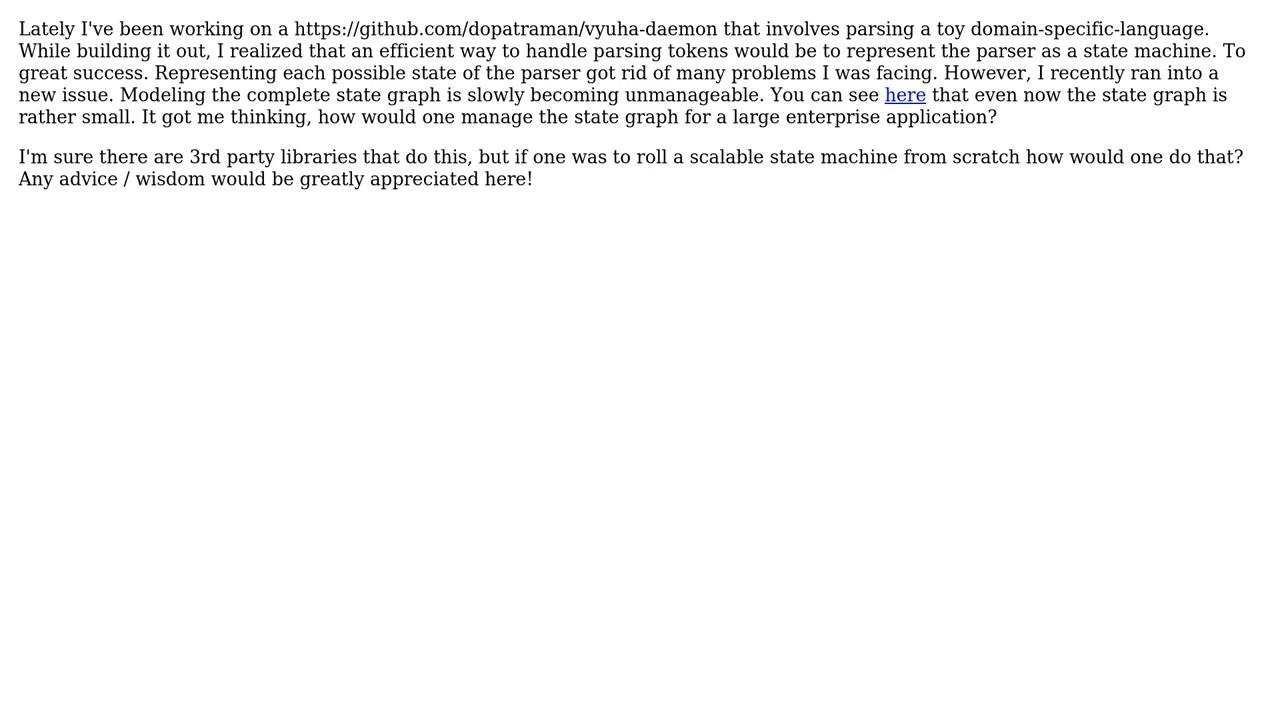 Lately I've been working on a https://github.com/dopatraman/vyuha-daemon that involves parsing a toy domain-specific-language.
While building it out, I realized that an efficient way to handle parsing tokens would be to represent the parser as a state machine. To
great success. Representing each possible state of the parser got rid of many problems I was facing. However, I recently ran into a
new issue. Modeling the complete state graph is slowly becoming unmanageable. You can see here that even now the state graph is
rather small. It got me thinking, how would one manage the state graph for a large enterprise application?
I'm sure there are 3rd party libraries that do this, but if one was to roll a scalable state machine from scratch how would one do that?
Any advice / wisdom would be greatly appreciated here!